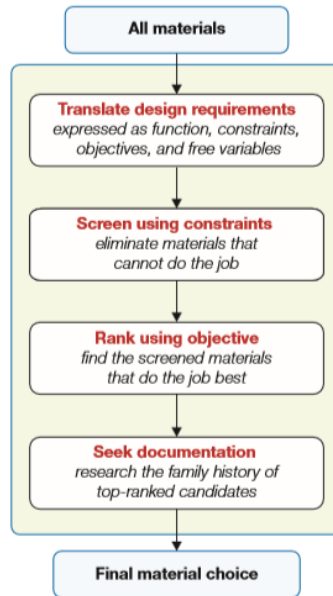 All materials
Translate design requirements
expressed as function, constraints,
objectives, and free variables
Screen using constraints
eliminate materials that
cannot do the job
Rank using objective
find the screened materials
that do the job best
Seek documentation
research the family history of
top-ranked candidates
Final material choice